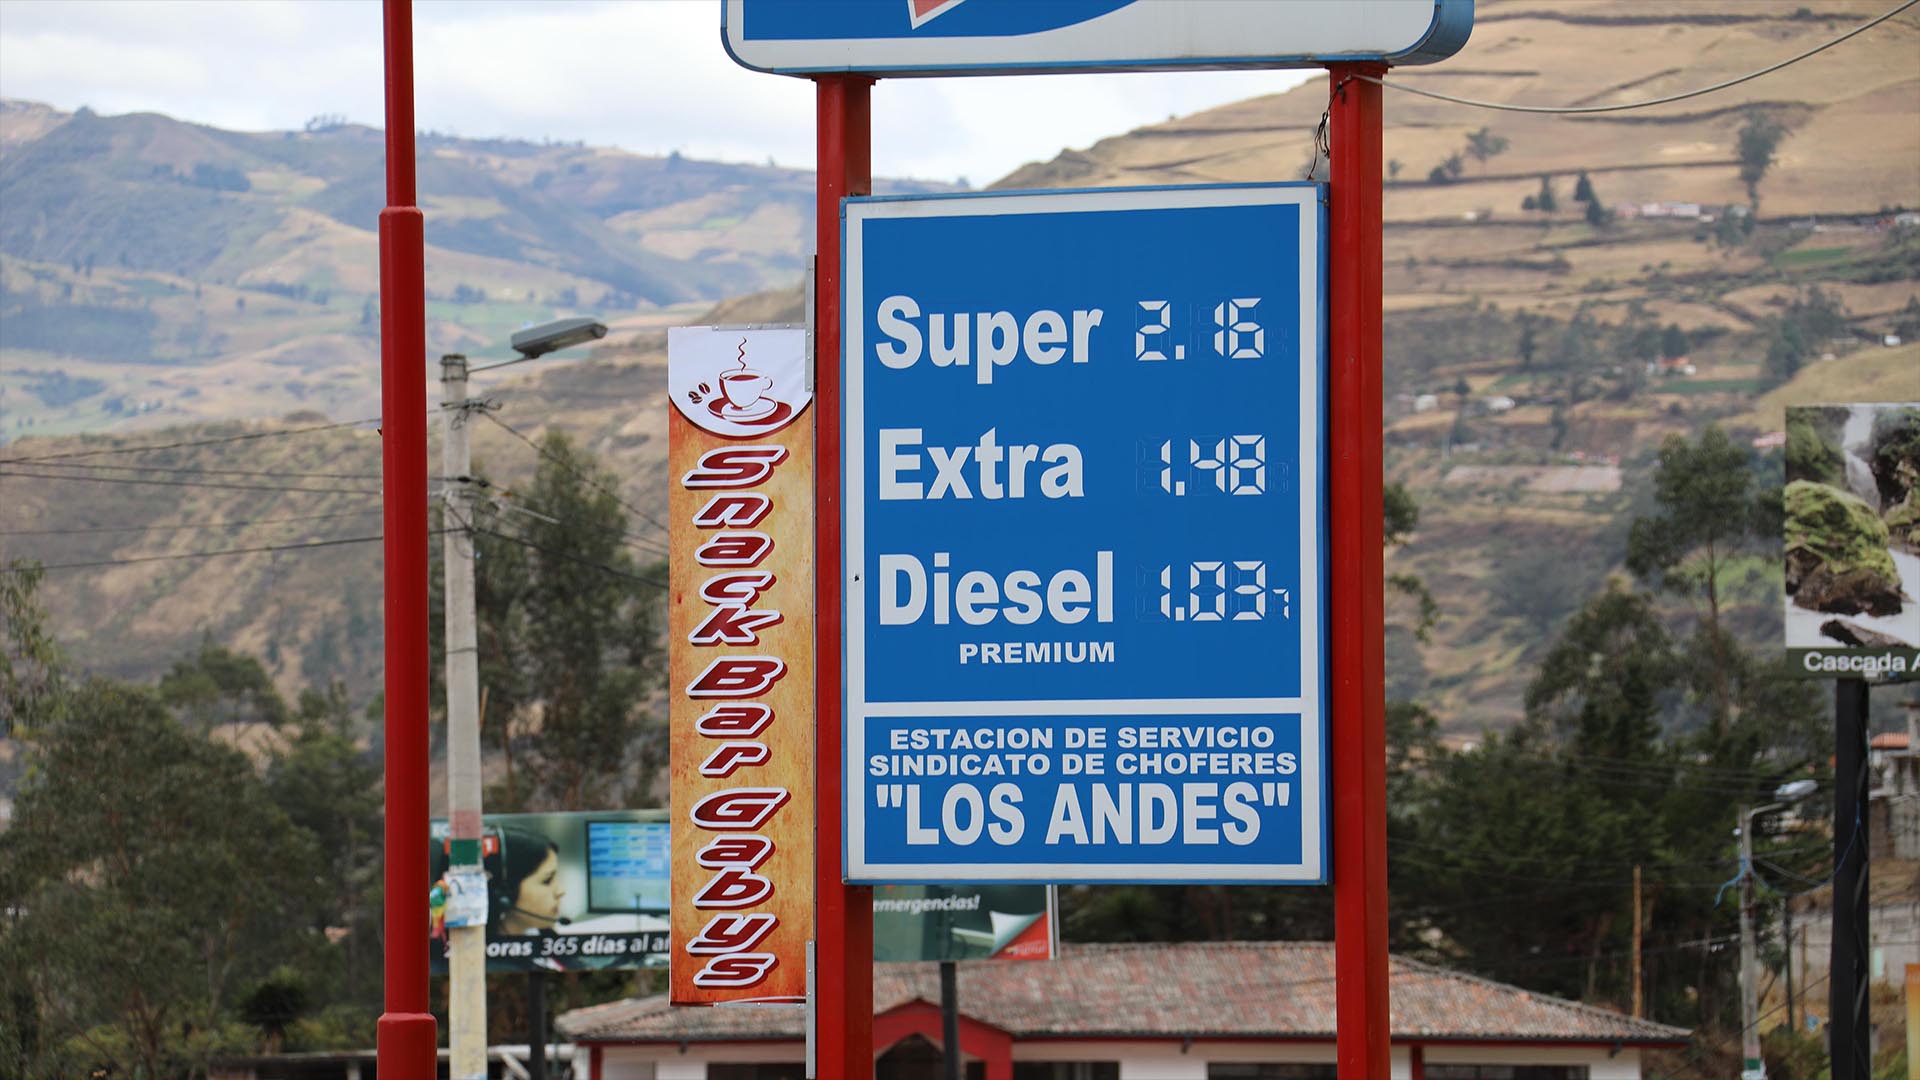 Super 2.16
Extra 1.48
Diesel 1.037
PREMIUM
ESTACION DE SERVICIO
SINDICATO DE CHOFERES
"LOS ANDES"
Snack Bar Gabys
365 días al
emergencias!
Cascada